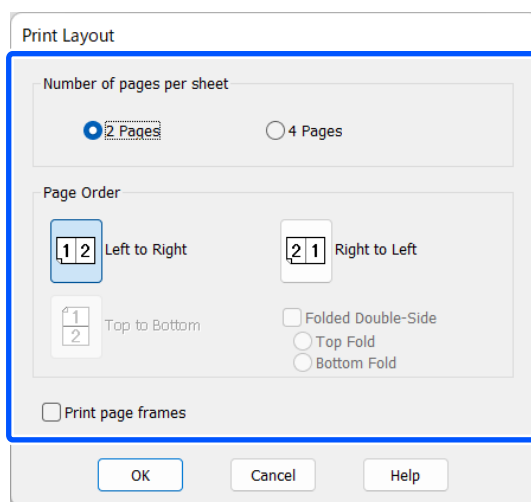 Print Layout
Number of pages per sheet
2 Pages
4 Pages
Page Order
1 2 Left to Right
2 1 Right to Left
1
2
Top to Bottom
Folded Double-Side
Top Fold
Bottom Fold
Print page frames
OK Cancel Help